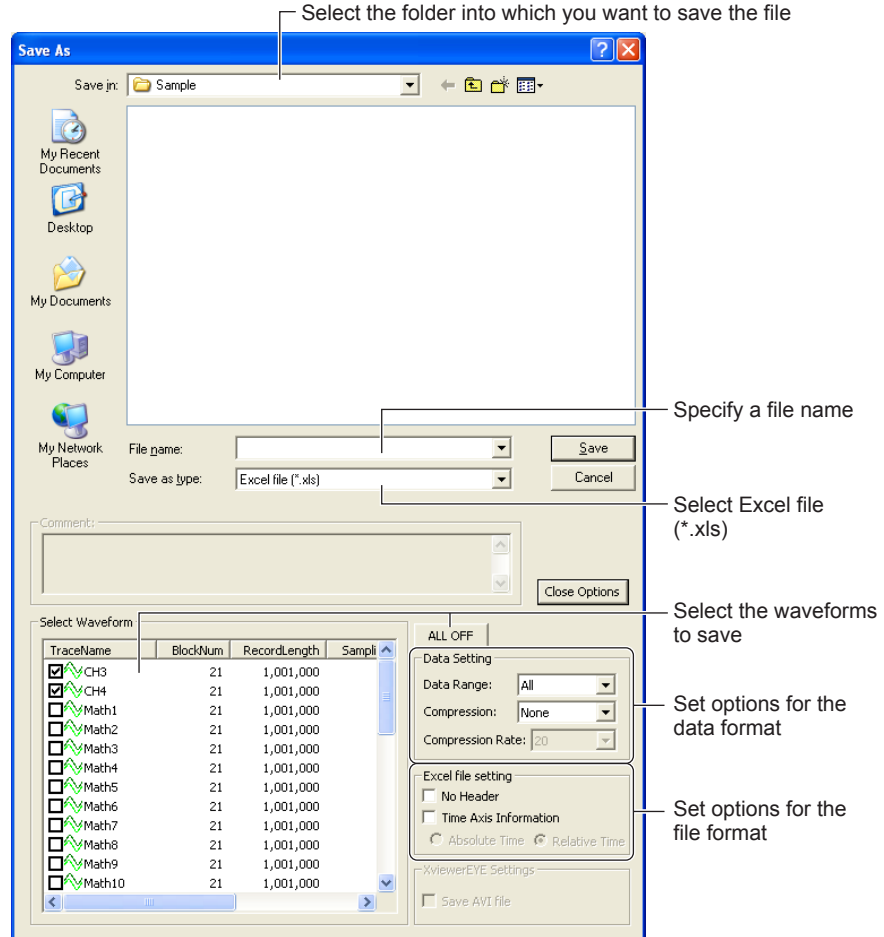 Select the folder into which you want to save the file
Save As
Save in:
Sample
My Recent
Documents
Desktop
My Documents
My Computer
My Network
Places
File name:
Save
Specify a file name
Save as type:
Excel file (*.xls)
Cancel
Select Excel file
(*.xls)
Comment:
Close Options
Select the waveforms
to save
Select Waveform
ALL OFF
TraceName BlockNum RecordLength Sampli
CH3 21 1,001,000
CH4 21 1,001,000
Math1 21 1,001,000
Math2 21 1,001,000
Math3 21 1,001,000
Math4 21 1,001,000
Math5 21 1,001,000
Math6 21 1,001,000
Math7 21 1,001,000
Math8 21 1,001,000
Math9 21 1,001,000
Math10 21 1,001,000
Data Setting
Data Range: All
Compression: None
Compression Rate: 20
Set options for the
data format
Excel file setting
No Header
Time Axis Information
Absolute Time Relative Time
Set options for the
file format
XviewerEYE Settings
Save AVI file